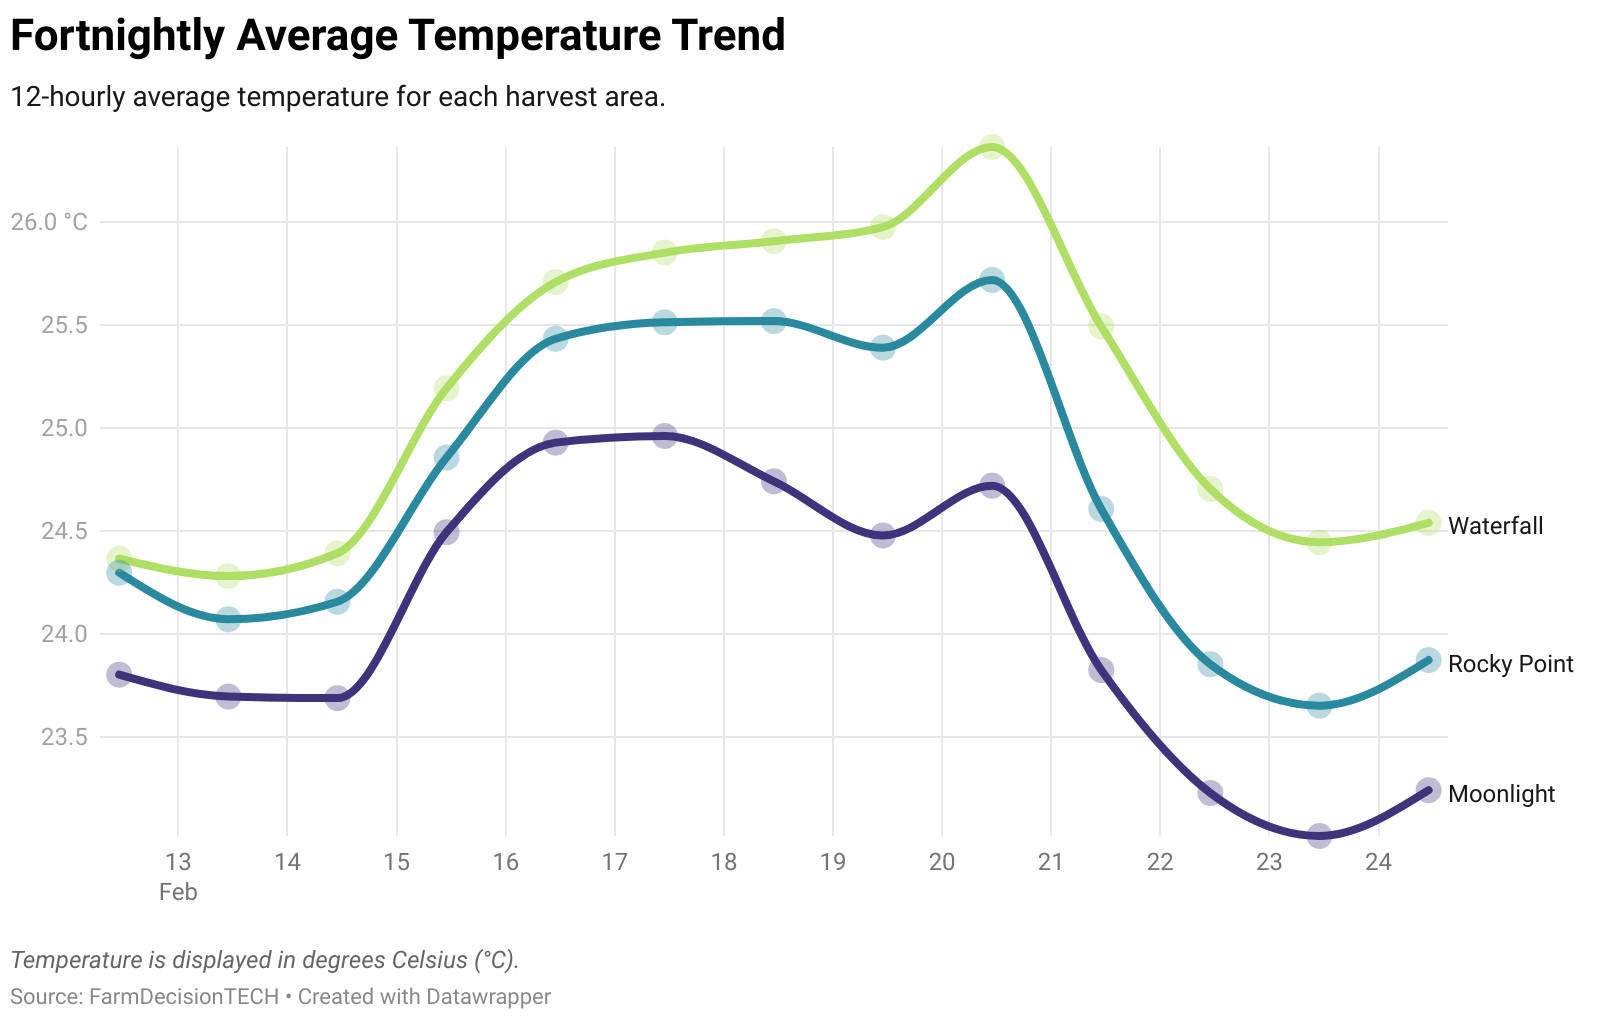 Fortnightly Average Temperature Trend
12-hourly average temperature for each harvest area.
26.0 °C
25.5
25.0
24.5
24.0
23.5
Waterfall
Rocky Point
Moonlight
13 14 15 16 17 18 19 20 21 22 23 24
Feb
Temperature is displayed in degrees Celsius (°C).
Source: FarmDecisionTECH • Created with Datawrapper